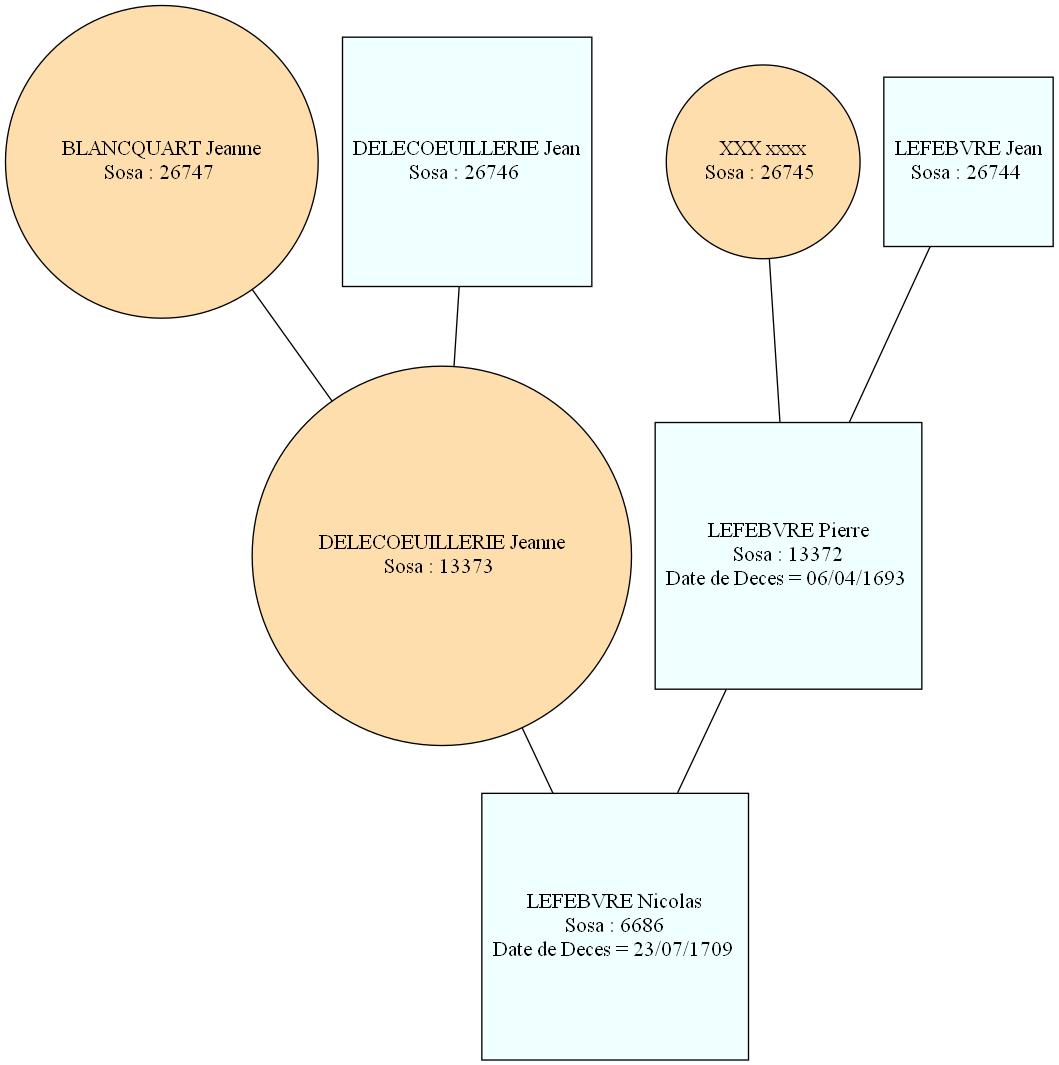 BLANCQUART Jeanne
Sosa : 26747
DELECOEUILLERIE Jean
Sosa : 26746
XXX xxxx
Sosa : 26745
LEFEBVRE Jean
Sosa : 26744
DELECOEUILLERIE Jeanne
Sosa : 13373
LEFEBVRE Pierre
Sosa : 13372
Date de Deces = 06/04/1693
LEFEBVRE Nicolas
Sosa : 6686
Date de Deces = 23/07/1709